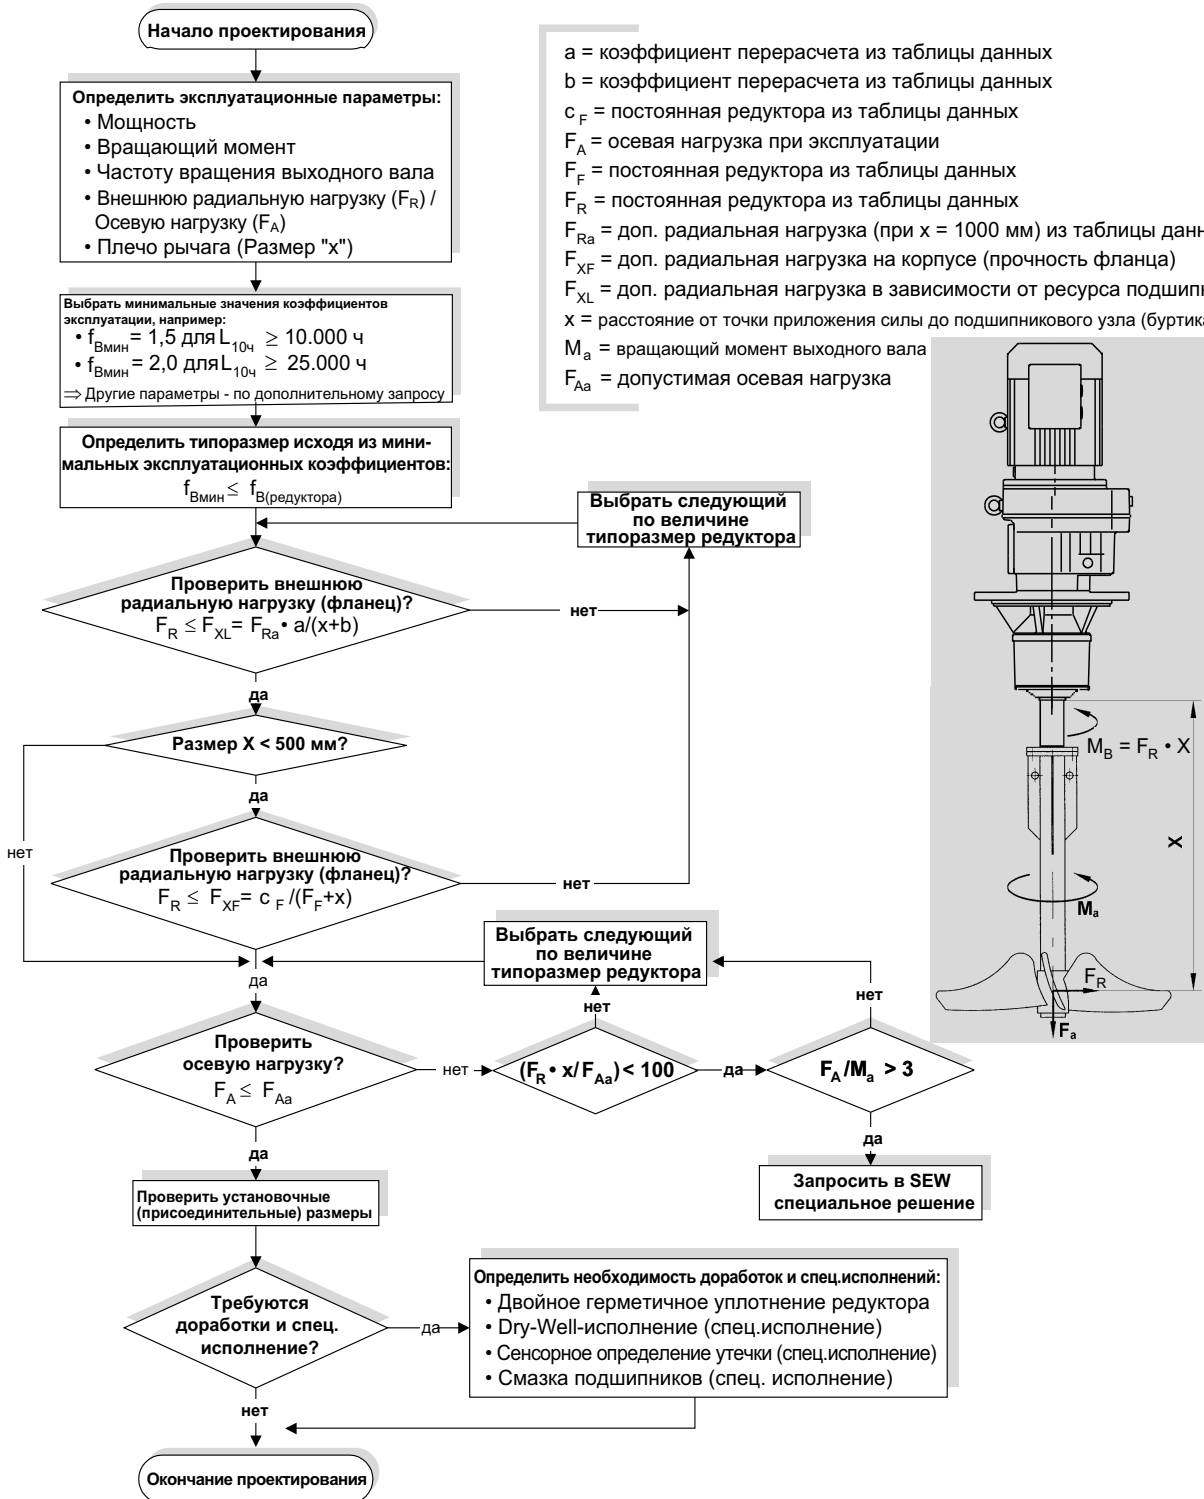 Начало проектирования
Определить эксплуатационные параметры:
• Мощность
• Вращающий момент
• Частоту вращения выходного вала
• Внешнюю радиальную нагрузку (FR) /
Осевую нагрузку (FA)
• Плечо рычага (Размер "x")
Выбрать минимальные значения коэффициентов
эксплуатации, например:
• fВмин = 1,5 для L10ч ≥ 10.000 ч
• fВмин = 2,0 для L10ч ≥ 25.000 ч
⇒ Другие параметры - по дополнительному запросу
Определить типоразмер исходя из мини-
мальных эксплуатационных коэффициентов:
fВмин ≤ fВ(редуктора)
Выбрать следующий
по величине
типоразмер редуктора
Проверить внешнюю
радиальную нагрузку (фланец)?
FR ≤ FXL= FRa • a/(x+b)
нет
да
Размер X < 500 мм?
да
нет
Проверить внешнюю
радиальную нагрузку (фланец)?
FR ≤ FXF= c F /(FF+x)
нет
да
Выбрать следующий
по величине
типоразмер редуктора
нет
нет
Проверить
осевую нагрузку?
FA ≤ FAa
нет
(FR • x/FAa) < 100
да
FA/Ma > 3
да
да
Запросить в SEW
специальное решение
Проверить установочные
(присоединительные) размеры
Требуются
доработки и спец.
исполнение?
да
Определить необходимость доработок и спец.исполнений:
• Двойное герметичное уплотнение редуктора
• Dry-Well-исполнение (спец.исполнение)
• Сенсорное определение утечки (спец.исполнение)
• Смазка подшипников (спец. исполнение)
нет
Окончание проектирования
a = коэффициент перерасчета из таблицы данных
b = коэффициент перерасчета из таблицы данных
c F = постоянная редуктора из таблицы данных
FA = осевая нагрузка при эксплуатации
FF = постоянная редуктора из таблицы данных
FR = постоянная редуктора из таблицы данных
FRa = доп. радиальная нагрузка (при x = 1000 мм) из таблицы
FXF = доп. радиальная нагрузка на корпусе (прочность фланца)
FXL = доп. радиальная нагрузка в зависимости от ресурса
x = расстояние от точки приложения силы до подшипникового узла
Ma = вращающий момент выходного вала
FAa = допустимая осевая нагрузка
MB = FR • X
X
Ma
FR
Fa